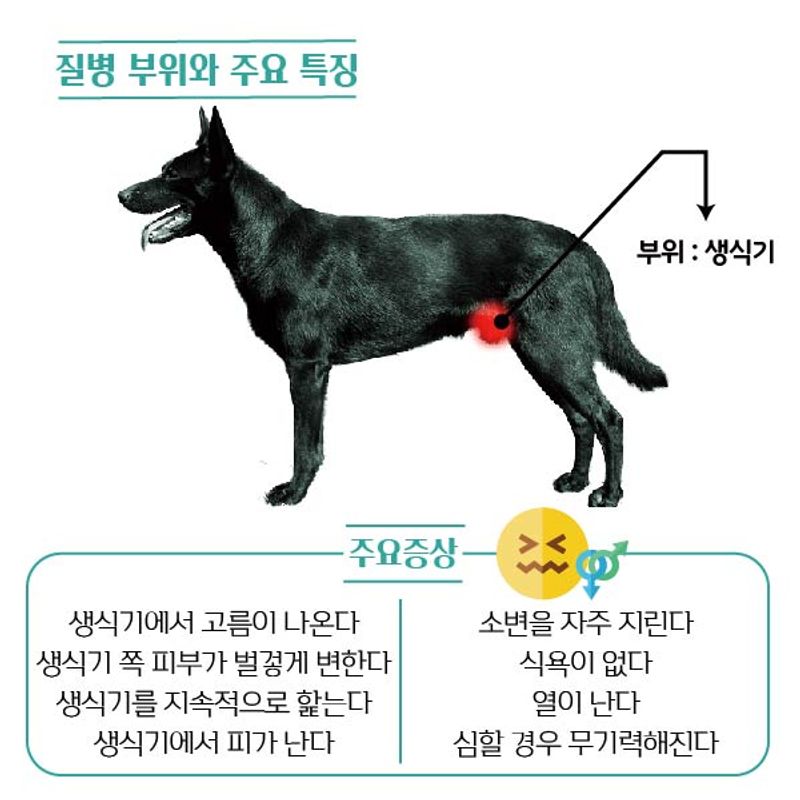 질병 부위와 주요 특징
부위 : 생식기
주요증상
생식기에서 고름이 나온다
생식기 쪽 피부가 벌겋게 변한다
생식기를 지속적으로 핥는다
생식기에서 피가 난다
소변을 자주 지린다
식욕이 없다
열이 난다
심할 경우 무기력해진다